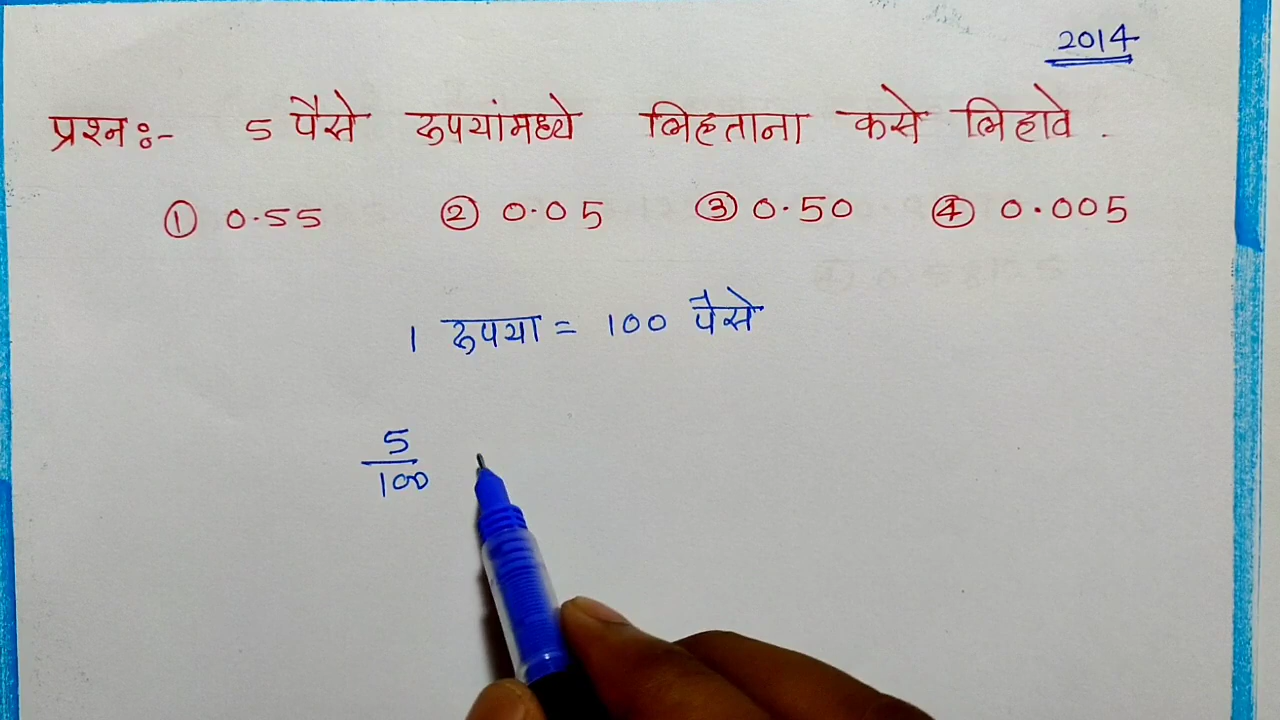 2014
प्रश्नः- 5 पैसे रुपयांमध्ये लिहताना कसे लिहावे.
① 0.55 ② 0.05 ③ 0.50 ④ 0.005
1 रुपया = 100 पैसे
5
100